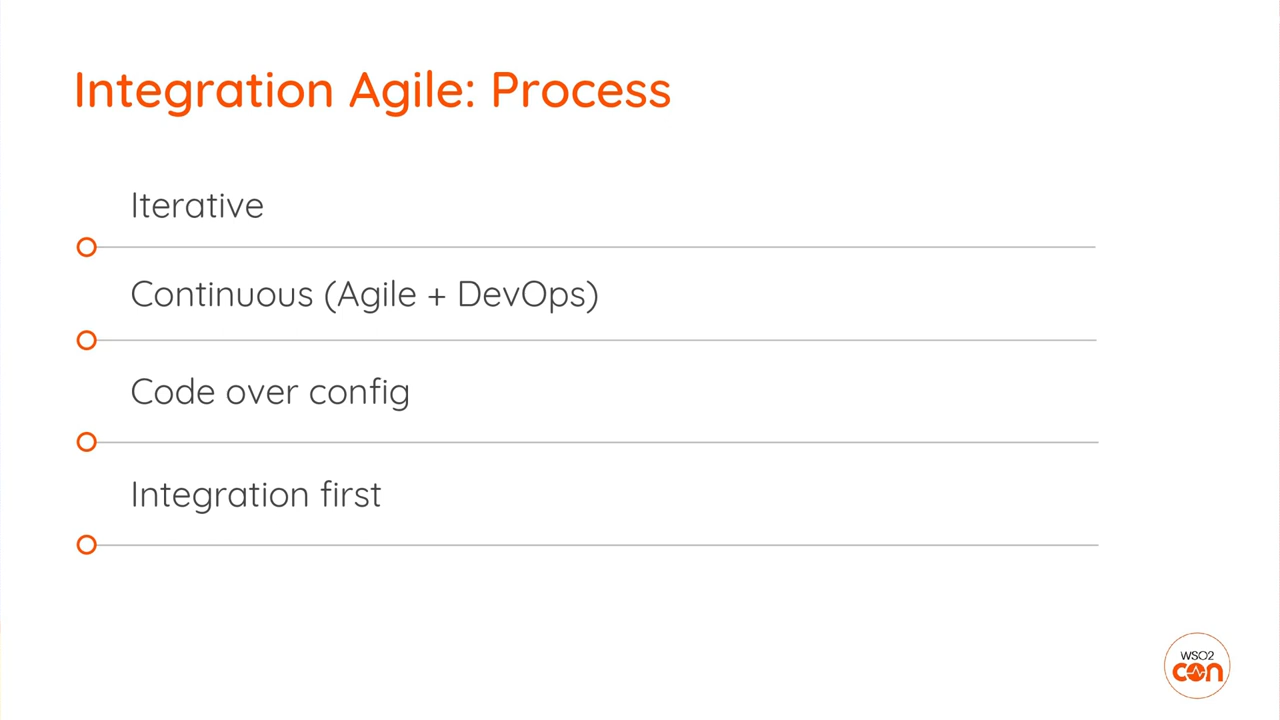 Integration Agile: Process
Iterative
Continuous (Agile + DevOps)
Code over config
Integration first
WSO2
con